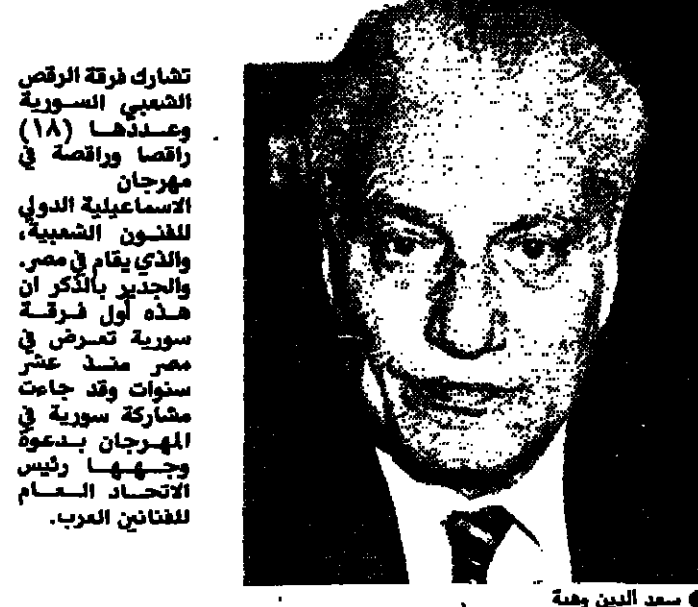 تشارك فرقة الرقص
الشعبي السورية
وعددها (١٨)
راقصا وراقصة في
مهرجان
الاسماعيلية الدولي
للفنون الشعبية،
والذي يقام في مصر.
والجدير بالذكر ان
هذه أول فرقة
سورية تعرض في
مصر منذ عشر
سنوات وقد جاءت
مشاركة سورية في
المهرجان بدعوة
وجهها رئيس
الاتحاد العام
للفنانين العرب.
● سعد الدين وهبة